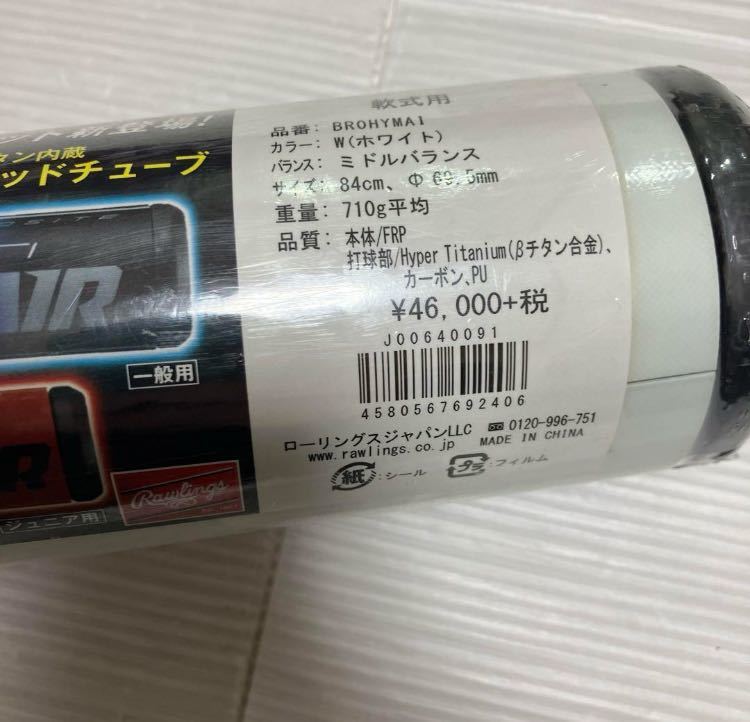 ット新登場!
タン内蔵
ッドチューブ
SITE
AIR
一般用
R
ジュニア用
Rawlings
軟式用
品番: BROHYMAI
カラー: W(ホワイト)
バランス: ミドルバランス
サイズ: 84cm、Φ 69.5mm
重量: 710g平均
品質: 本体/FRP
打球部/Hyper Titanium(βチタン合金)、
カーボン、PU
¥46,000+税
J00640091
4580567692406
ローリングスジャパンLLC 0120-996-751
www.rawlings.co.jp MADE IN CHINA
紙:シール プラ:フィルム